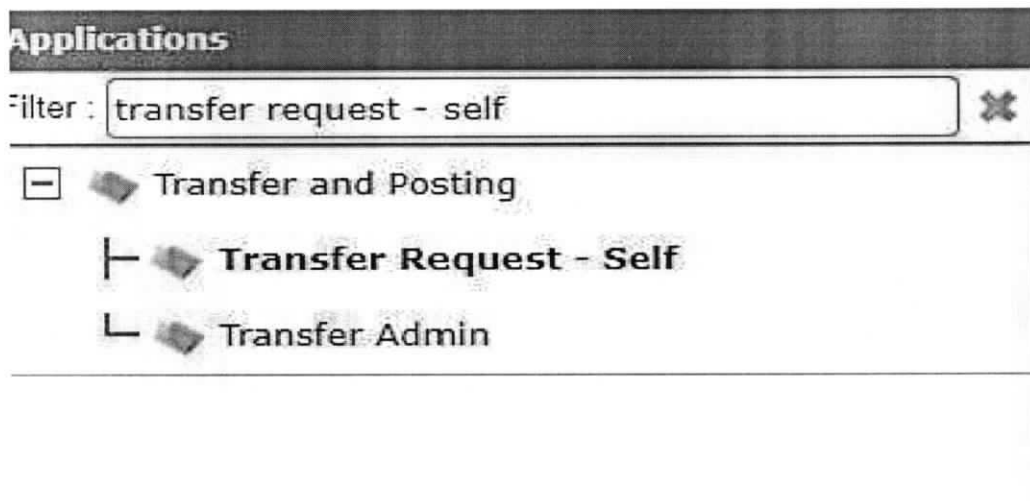 Applications
Filter : transfer request - self
Transfer and Posting
Transfer Request - Self
Transfer Admin